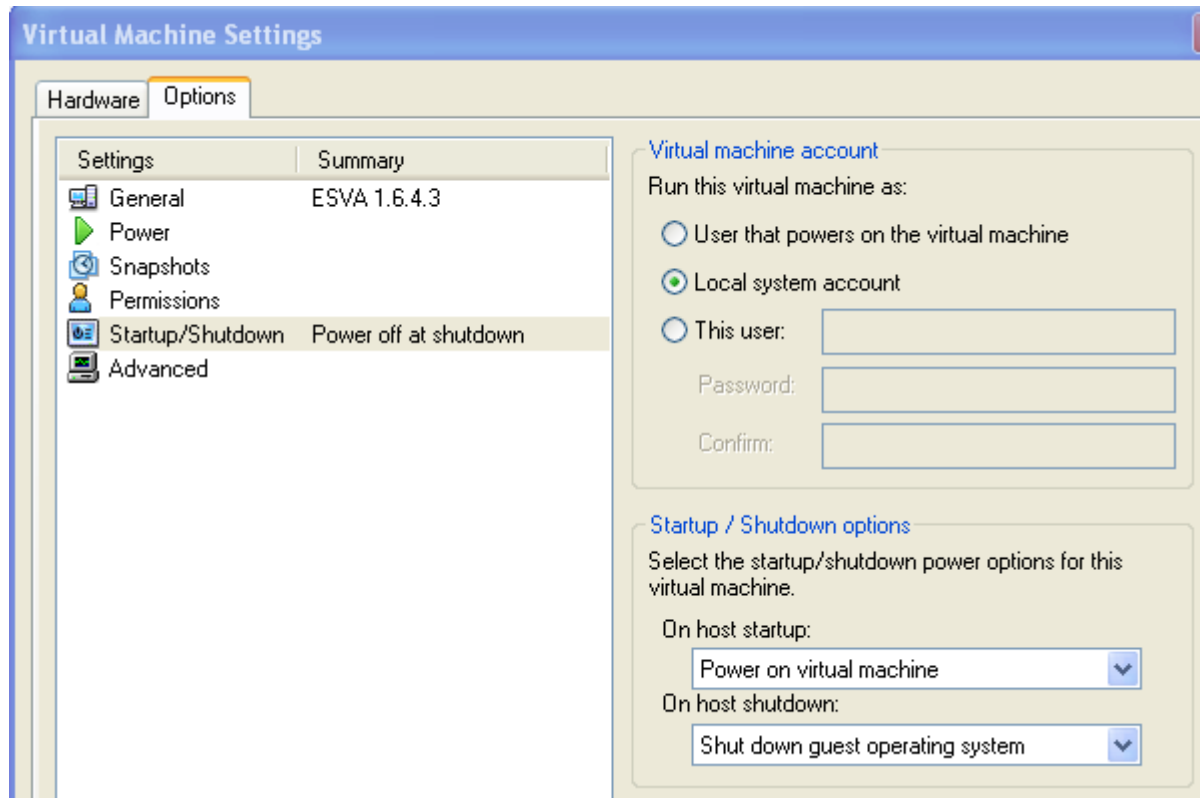 Virtual Machine Settings
Hardware Options
Settings Summary
General ESVA 1.6.4.3
Power
Snapshots
Permissions
Startup/Shutdown Power off at shutdown
Advanced
Virtual machine account
Run this virtual machine as:
User that powers on the virtual machine
Local system account
This user:
Password:
Confirm:
Startup / Shutdown options
Select the startup/shutdown power options for this
virtual machine.
On host startup:
Power on virtual machine
On host shutdown:
Shut down guest operating system